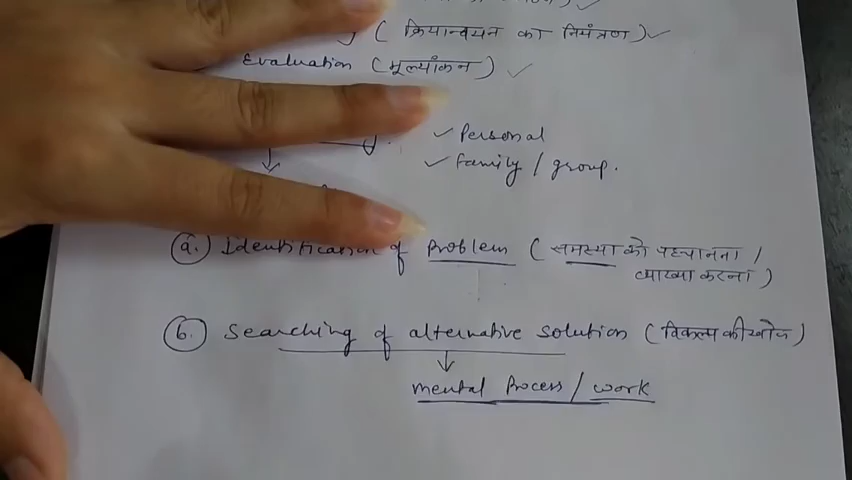 ( क्रियान्वयन का नियंत्रण) ✓
Evaluation (मूल्यांकन) ✓
✓ Personal
✓ family / group.
a. Identification of Problem ( समस्या को पहचानना /
व्याख्या करना )
b. Searching of alternative solution (विकल्प की खोज)
mental Process / work